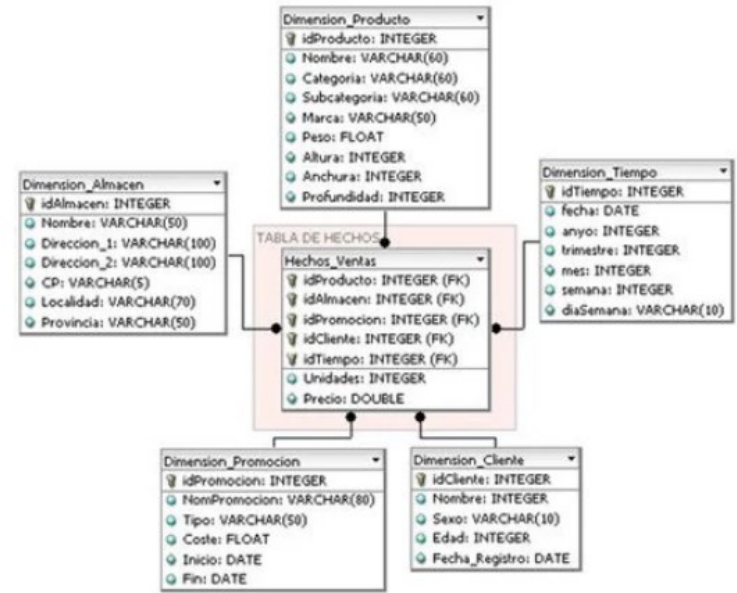 Dimension_Producto
idProducto: INTEGER
Nombre: VARCHAR(60)
Categoria: VARCHAR(60)
Subcategoria: VARCHAR(60)
Marca: VARCHAR(50)
Peso: FLOAT
Altura: INTEGER
Anchura: INTEGER
Profundidad: INTEGER
Dimension_Almacen
idAlmacen: INTEGER
Nombre: VARCHAR(50)
Direccion_1: VARCHAR(100)
Direccion_2: VARCHAR(100)
CP: VARCHAR(5)
Localidad: VARCHAR(70)
Provincia: VARCHAR(50)
Dimension_Tiempo
idTiempo: INTEGER
fecha: DATE
anyo: INTEGER
trimestre: INTEGER
mes: INTEGER
semana: INTEGER
diaSemana: VARCHAR(10)
TABLA DE HECHOS
Hechos_Ventas
idProducto: INTEGER (FK)
idAlmacen: INTEGER (FK)
idPromocion: INTEGER (FK)
idCliente: INTEGER (FK)
idTiempo: INTEGER (FK)
Unidades: INTEGER
Precio: DOUBLE
Dimension_Promocion
idPromocion: INTEGER
NomPromocion: VARCHAR(80)
Tipo: VARCHAR(50)
Coste: FLOAT
Inicio: DATE
Fin: DATE
Dimension_Cliente
idCliente: INTEGER
Nombre: INTEGER
Sexo: VARCHAR(10)
Edad: INTEGER
Fecha_Registro: DATE